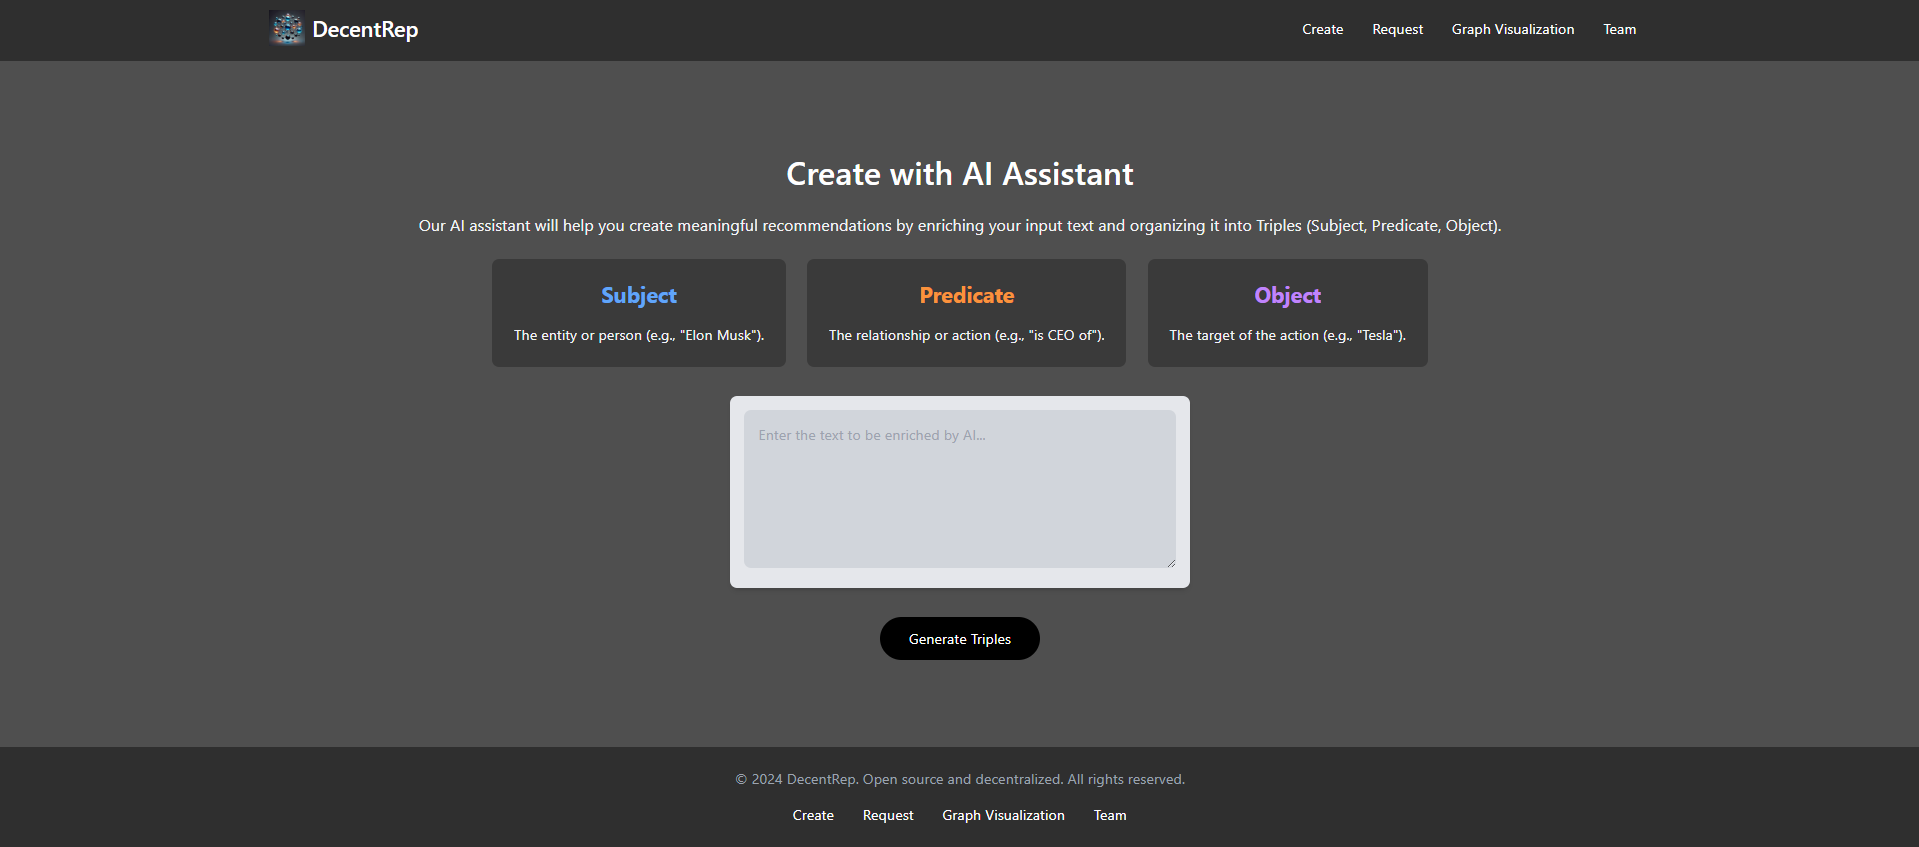 DecentRep
Create Request Graph Visualization Team
Create with AI Assistant
Our AI assistant will help you create meaningful recommendations by enriching your input text and organizing it into Triples (Subject, Predicate, Object).
Subject
The entity or person (e.g., "Elon Musk").
Predicate
The relationship or action (e.g., "is CEO of").
Object
The target of the action (e.g., "Tesla").
Enter the text to be enriched by AI...
Generate Triples
© 2024 DecentRep. Open source and decentralized. All rights reserved.
Create Request Graph Visualization Team